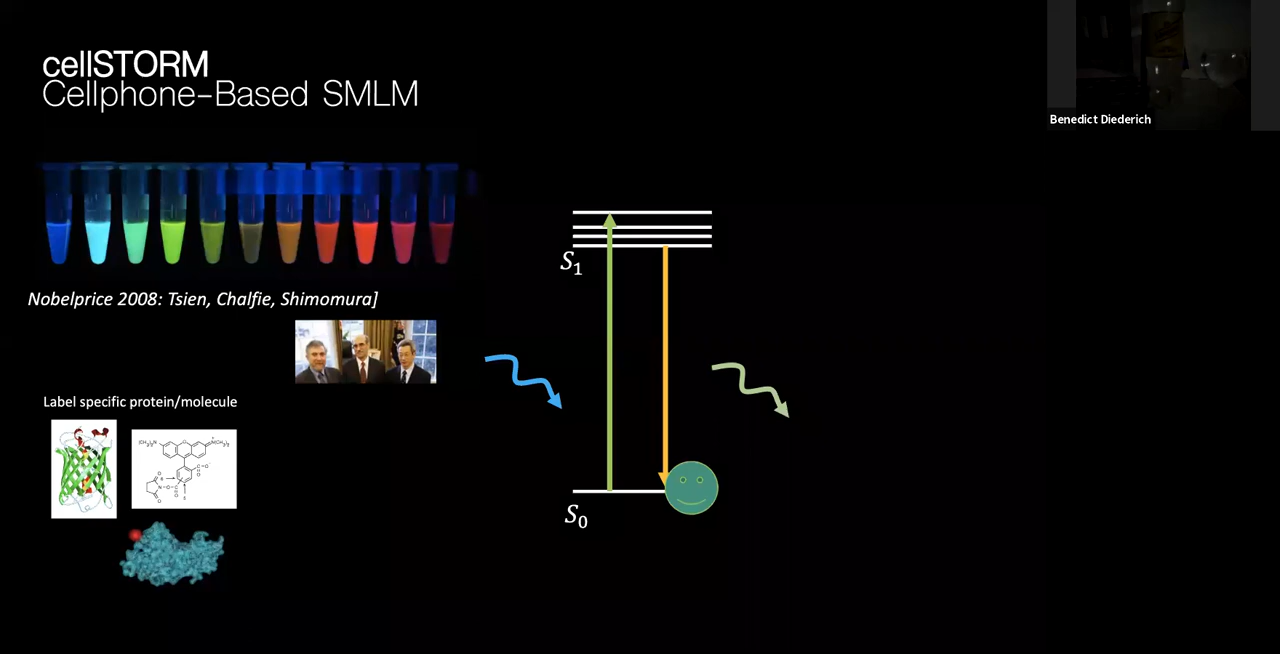 cellSTORM
Cellphone-Based SMLM
Benedict Diederich
Nobelprice 2008: Tsien, Chalfie, Shimomura]
S₁
Label specific protein/molecule
S₀